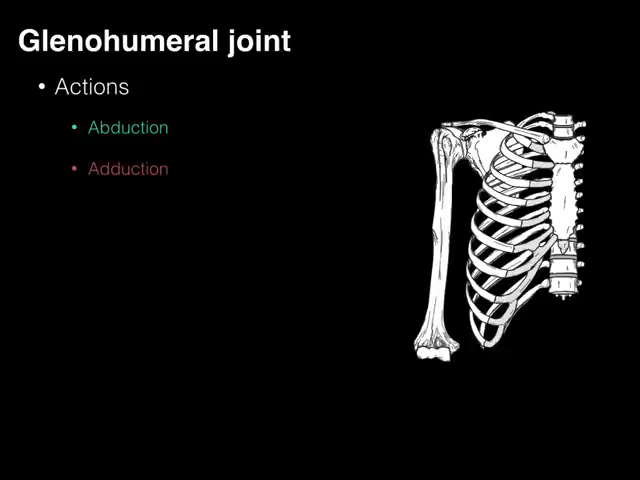 Glenohumeral joint
• Actions
• Abduction
• Adduction